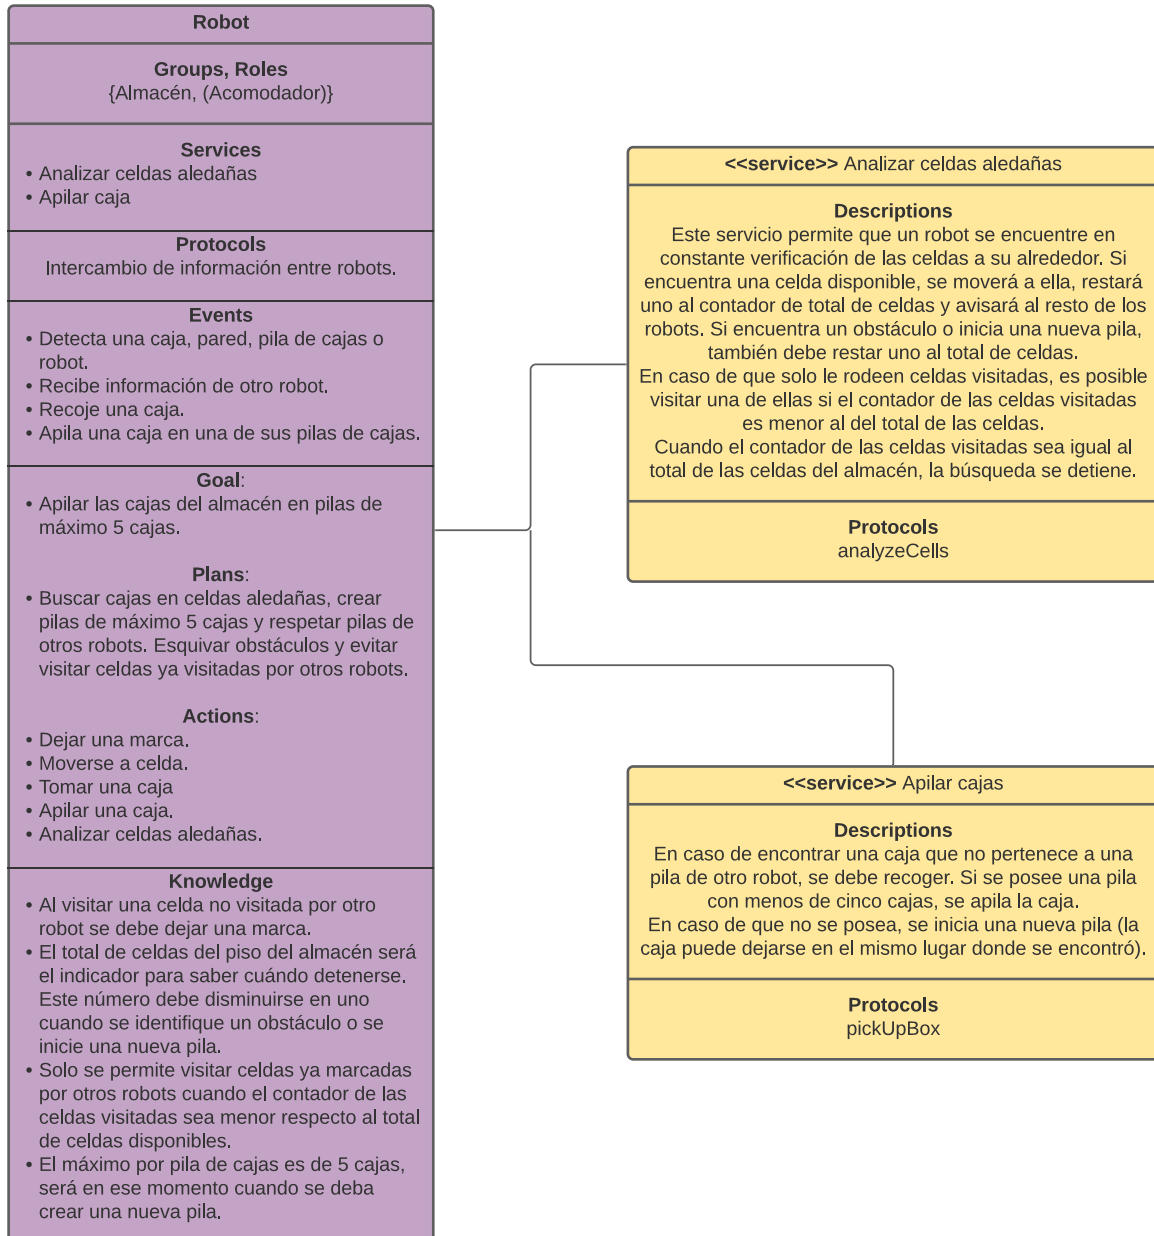 Robot
Groups, Roles
{Almacén, (Acomodador)}
Services
• Analizar celdas aledañas
• Apilar caja
Protocols
Intercambio de información entre robots.
Events
• Detecta una caja, pared, pila de cajas o
robot.
• Recibe información de otro robot.
• Recoje una caja.
• Apila una caja en una de sus pilas de cajas.
Goal:
• Apilar las cajas del almacén en pilas de
máximo 5 cajas.
Plans:
• Buscar cajas en celdas aledañas, crear
pilas de máximo 5 cajas y respetar pilas de
otros robots. Esquivar obstáculos y evitar
visitar celdas ya visitadas por otros robots.
Actions:
• Dejar una marca.
• Moverse a celda.
• Tomar una caja
• Apilar una caja.
• Analizar celdas aledañas.
Knowledge
• Al visitar una celda no visitada por otro
robot se debe dejar una marca.
• El total de celdas del piso del almacén será
el indicador para saber cuándo detenerse.
Este número debe disminuirse en uno
cuando se identifique un obstáculo o se
inicie una nueva pila.
• Solo se permite visitar celdas ya marcadas
por otros robots cuando el contador de las
celdas visitadas sea menor respecto al total
de celdas disponibles.
• El máximo por pila de cajas es de 5 cajas,
será en ese momento cuando se deba
crear una nueva pila.
<<service>> Analizar celdas aledañas
Descriptions
Este servicio permite que un robot se encuentre en
constante verificación de las celdas a su alrededor. Si
encuentra una celda disponible, se moverá a ella, restará
uno al contador de total de celdas y avisará al resto de los
robots. Si encuentra un obstáculo o inicia una nueva pila,
también debe restar uno al total de celdas.
En caso de que solo le rodeen celdas visitadas, es posible
visitar una de ellas si el contador de las celdas visitadas
es menor al del total de las celdas.
Cuando el contador de las celdas visitadas sea igual al
total de las celdas del almacén, la búsqueda se detiene.
Protocols
analyzeCells
<<service>> Apilar cajas
Descriptions
En caso de encontrar una caja que no pertenece a una
pila de otro robot, se debe recoger. Si se posee una pila
con menos de cinco cajas, se apila la caja.
En caso de que no se posea, se inicia una nueva pila (la
caja puede dejarse en el mismo lugar donde se encontró).
Protocols
pickUpBox